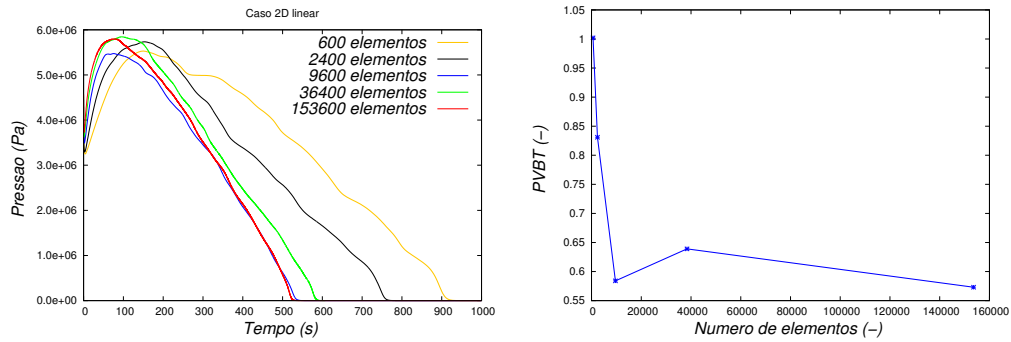 Caso 2D linear
6.0e+06
5.0e+06
4.0e+06
3.0e+06
2.0e+06
1.0e+06
0.0e+00
Pressao (Pa)
0 100 200 300 400 500 600 700 800 900 1000
Tempo (s)
600 elementos
2400 elementos
9600 elementos
36400 elementos
153600 elementos
1.05
1
0.95
0.9
0.85
0.8
0.75
0.7
0.65
0.6
0.55
PVBT (−)
0 20000 40000 60000 80000 100000 120000 140000 160000
Numero de elementos (−)